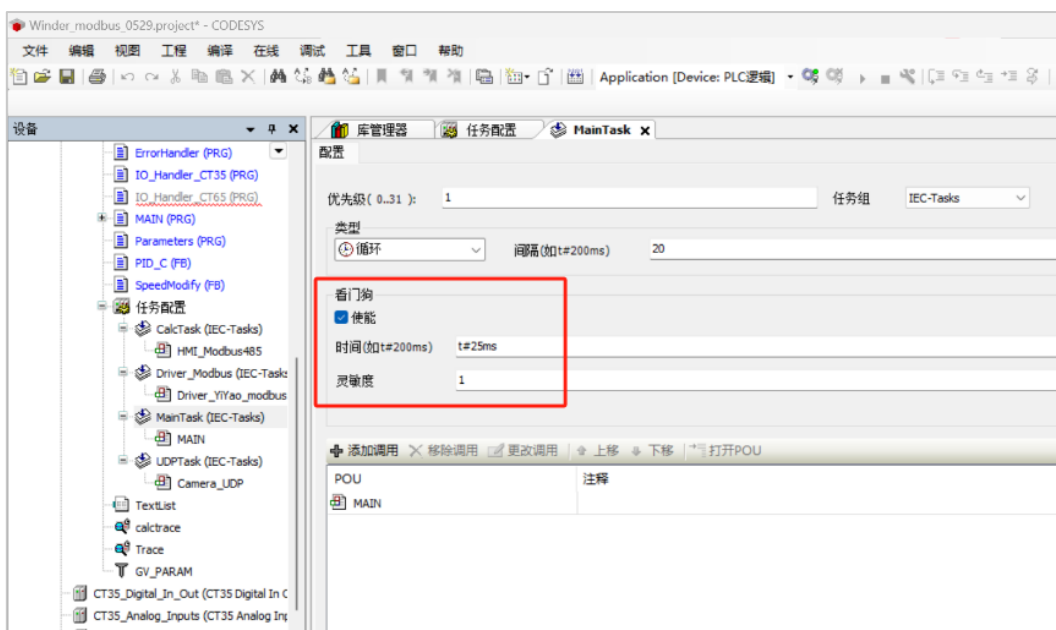 Winder_modbus_0529.project* - CODESYS
文件 编辑 视图 工程 编译 在线 调试 工具 窗口 帮助
Application [Device: PLC逻辑]
设备
库管理器 任务配置 MainTask
ErrorHandler (PRG)
IO_Handler_CT35 (PRG)
IO_Handler_CT65 (PRG)
MAIN (PRG)
Parameters (PRG)
PID_C (FB)
SpeedModify (FB)
任务配置
CalcTask (IEC-Tasks)
HMI_Modbus485
Driver_Modbus (IEC-Tasks
Driver_YiYao_modbus
MainTask (IEC-Tasks)
MAIN
UDPTask (IEC-Tasks)
Camera_UDP
TextList
calctrace
Trace
GV_PARAM
CT35_Digital_In_Out (CT35 Digital In C
CT35_Analog_Inputs (CT35 Analog Inp
配置
优先级( 0..31 ): 1 任务组 IEC-Tasks
类型
循环 间隔(如t#200ms) 20
看门狗
使能
时间(如t#200ms) t#25ms
灵敏度 1
添加调用 移除调用 更改调用 上移 下移 打开POU
POU 注释
MAIN